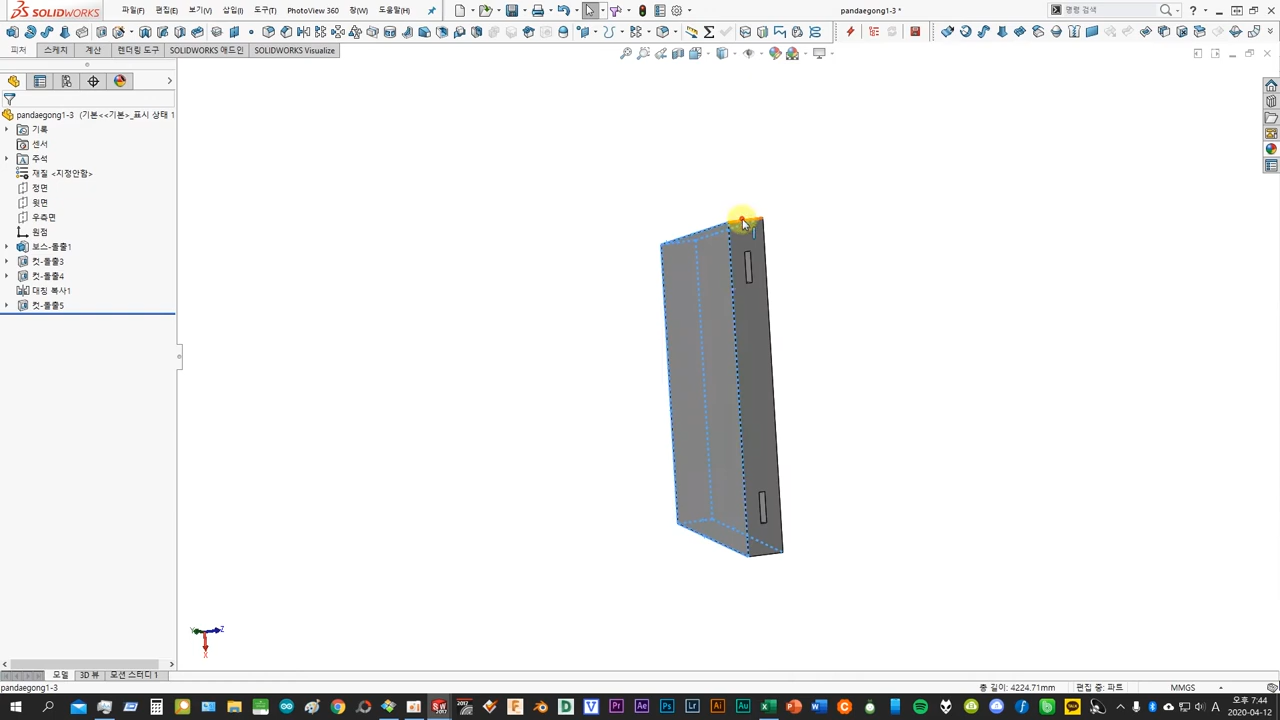 SOLIDWORKS 파일(F) 편집(E) 보기(V) 삽입(I) 도구(T) PhotoView 360 창(W) 도움말(H) pandaegong1-3 * 명령 검색
피처 스케치 계산 렌더링 도구 SOLIDWORKS 애드인 SOLIDWORKS Visualize
pandaegong1-3 (기본<<기본>_표시 상태 1
기록
센서
주석
재질 <지정안함>
정면
윗면
우측면
원점
보스-돌출1
컷-돌출3
컷-돌출4
대칭 복사1
컷-돌출5
Y Z
X
모델 3D 뷰 모션 스터디 1
pandaegong1-3 총 길이: 4224.71mm 편집 중: 파트 MMGS
오후 7:44
2020-04-12